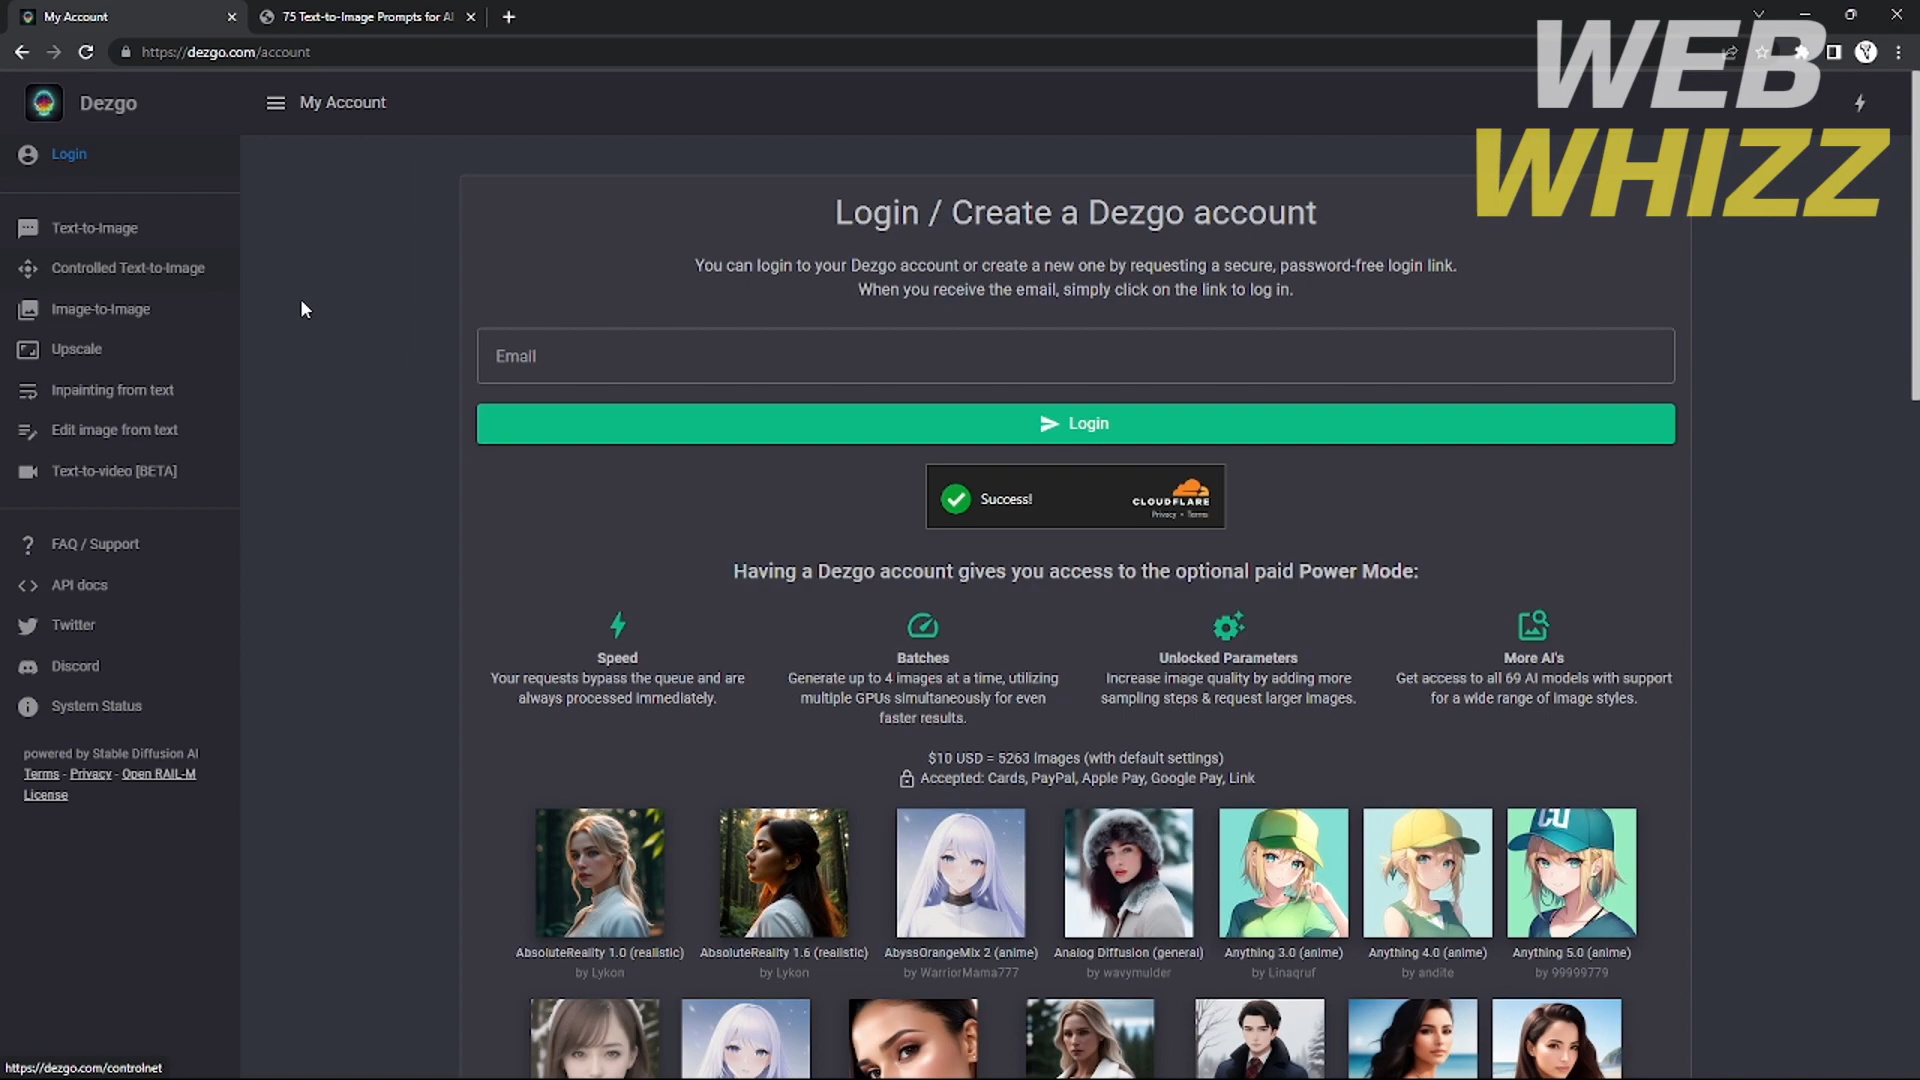 My Account
75 Text-to-Image Prompts for AI
https://dezgo.com/account
WEB
WHIZZ
Dezgo
My Account
Login
Text-to-Image
Controlled Text-to-Image
Image-to-Image
Upscale
Inpainting from text
Edit image from text
Text-to-video [BETA]
FAQ / Support
API docs
Twitter
Discord
System Status
powered by Stable Diffusion AI
Terms - Privacy - Open RAIL-M
License
Login / Create a Dezgo account
You can login to your Dezgo account or create a new one by requesting a secure, password-free login link.
When you receive the email, simply click on the link to log in.
Email
Login
Success!
CLOUDFLARE
Privacy • Terms
Having a Dezgo account gives you access to the optional paid Power Mode:
Speed
Your requests bypass the queue and are
always processed immediately.
Batches
Generate up to 4 images at a time, utilizing
multiple GPUs simultaneously for even
faster results.
Unlocked Parameters
Increase image quality by adding more
sampling steps & request larger images.
More AI's
Get access to all 69 AI models with support
for a wide range of image styles.
$10 USD = 5263 images (with default settings)
Accepted: Cards, PayPal, Apple Pay, Google Pay, Link
AbsoluteReality 1.0 (realistic)
by Lykon
AbsoluteReality 1.6 (realistic)
by Lykon
AbyssOrangeMix 2 (anime)
by WarriorMama777
Analog Diffusion (general)
by wavymulder
Anything 3.0 (anime)
by Linaqruf
Anything 4.0 (anime)
by andite
Anything 5.0 (anime)
by 99999779
https://dezgo.com/controlnet